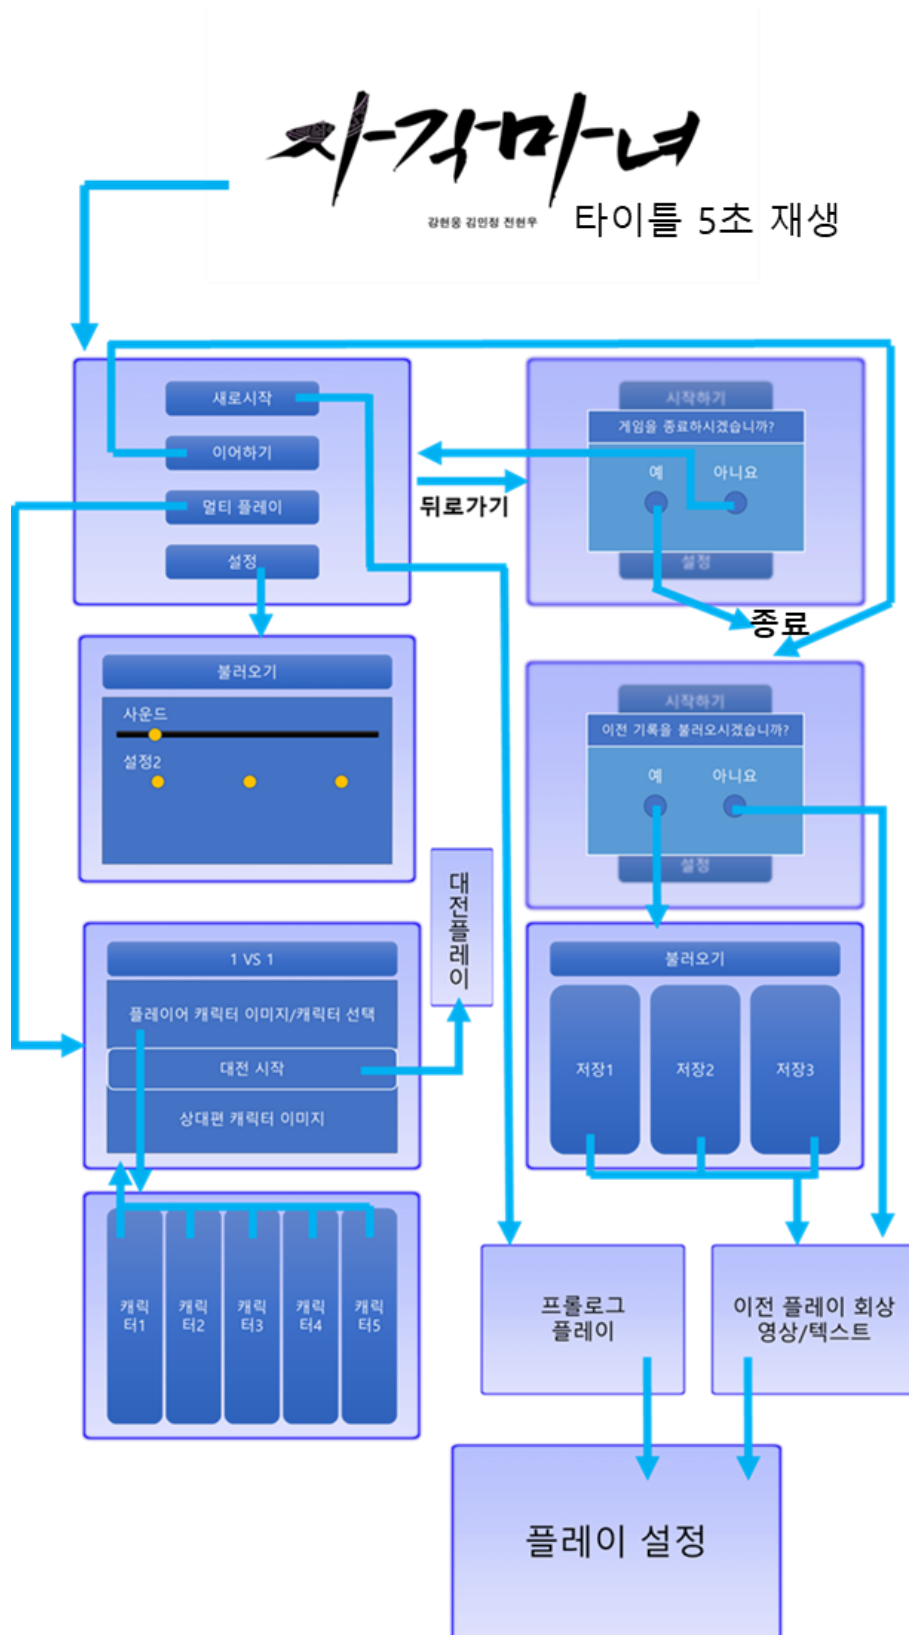 자각마녀
강현웅 김민정 전현우
타이틀 5초 재생
새로시작
이어하기
멀티 플레이
설정
뒤로가기
시작하기
게임을 종료하시겠습니까?
예 아니요
설정
종료
불러오기
사운드
설정2
시작하기
이전 기록을 불러오시겠습니까?
예 아니요
설정
대
전
플
레
이
1 VS 1
플레이어 캐릭터 이미지/캐릭터 선택
대전 시작
상대편 캐릭터 이미지
불러오기
저장1 저장2 저장3
캐릭
터1
캐릭
터2
캐릭
터3
캐릭
터4
캐릭
터5
프롤로그
플레이
이전 플레이 회상
영상/텍스트
플레이 설정